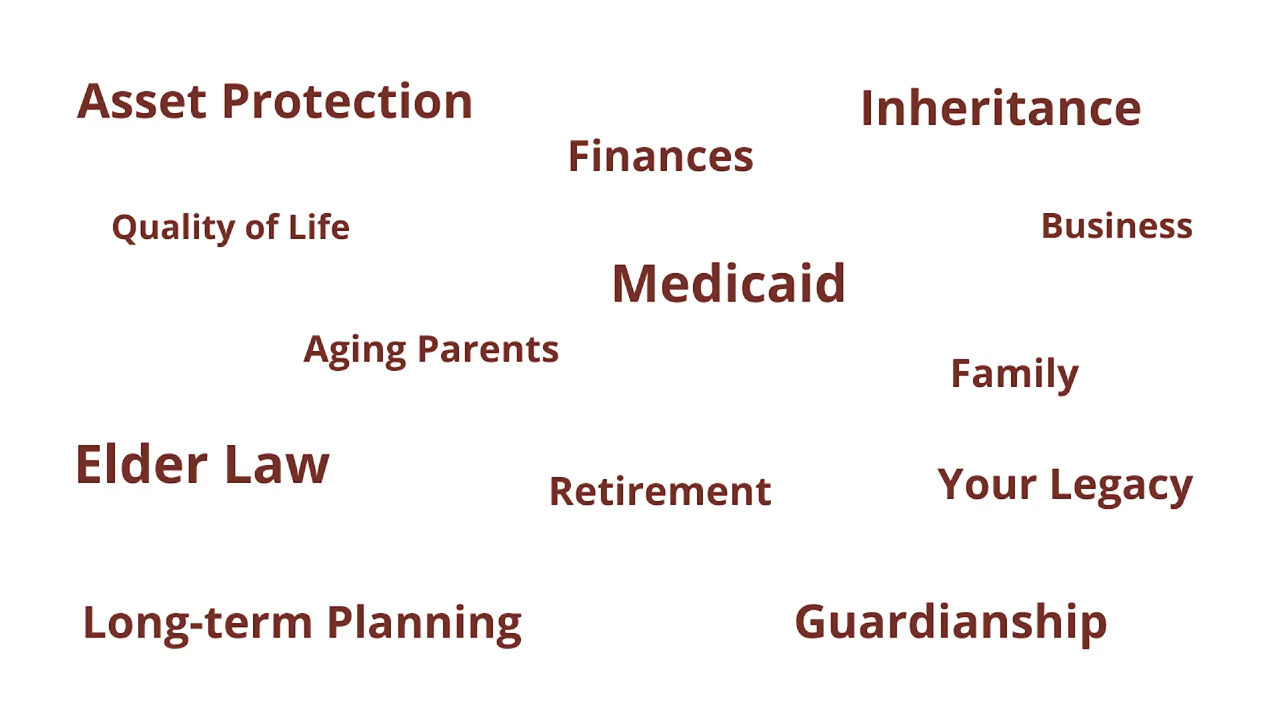 Asset Protection
Inheritance
Finances
Quality of Life
Business
Medicaid
Aging Parents
Family
Elder Law
Retirement
Your Legacy
Long-term Planning
Guardianship